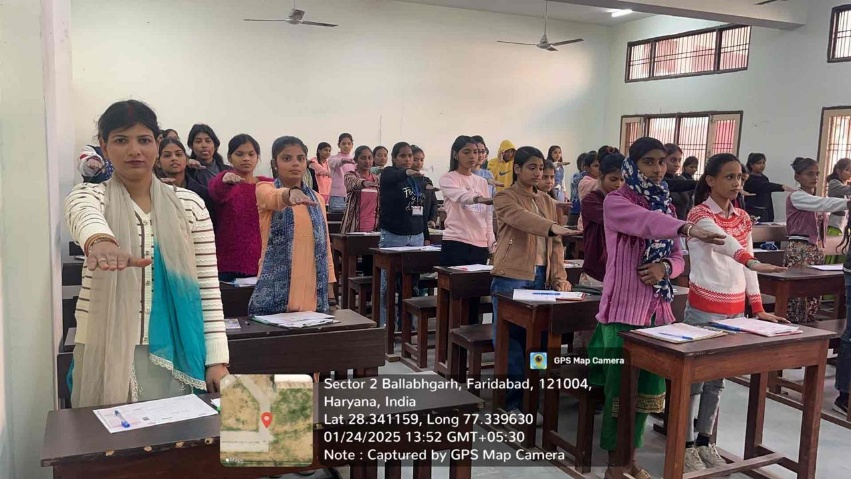 GPS Map Camera
Sector 2 Ballabhgarh, Faridabad, 121004,
Haryana, India
Lat 28.341159, Long 77.339630
01/24/2025 13:52 GMT+05:30
Note : Captured by GPS Map Camera